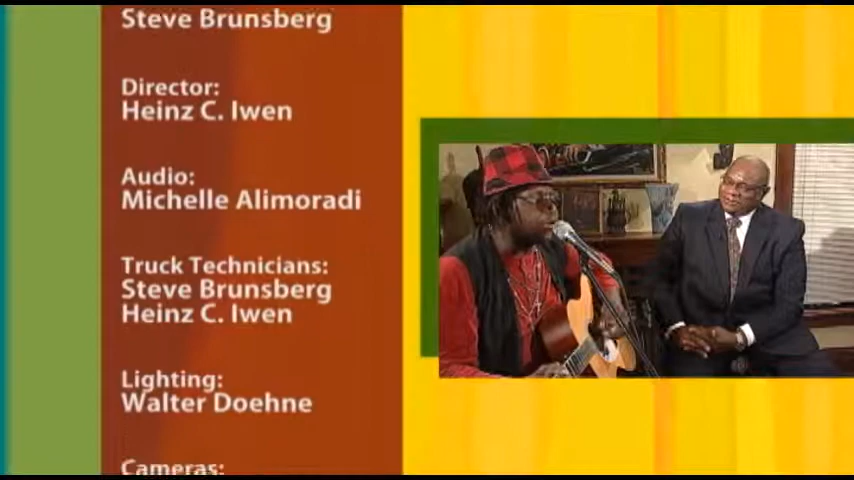 Steve Brunsberg
Director:
Heinz C. Iwen
Audio:
Michelle Alimoradi
Truck Technicians:
Steve Brunsberg
Heinz C. Iwen
Lighting:
Walter Doehne
Cameras: